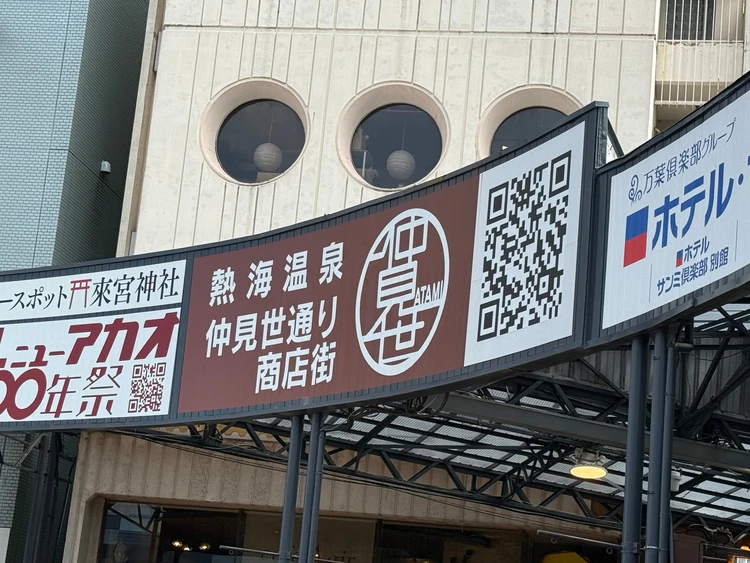 ースポット
來宮神社
ニューアカオ
00年祭
熱海温泉
仲見世通り
商店街
仲見世
ATAMI
万葉倶楽部グループ
ホテル・
ホテル
サンミ倶楽部 別館